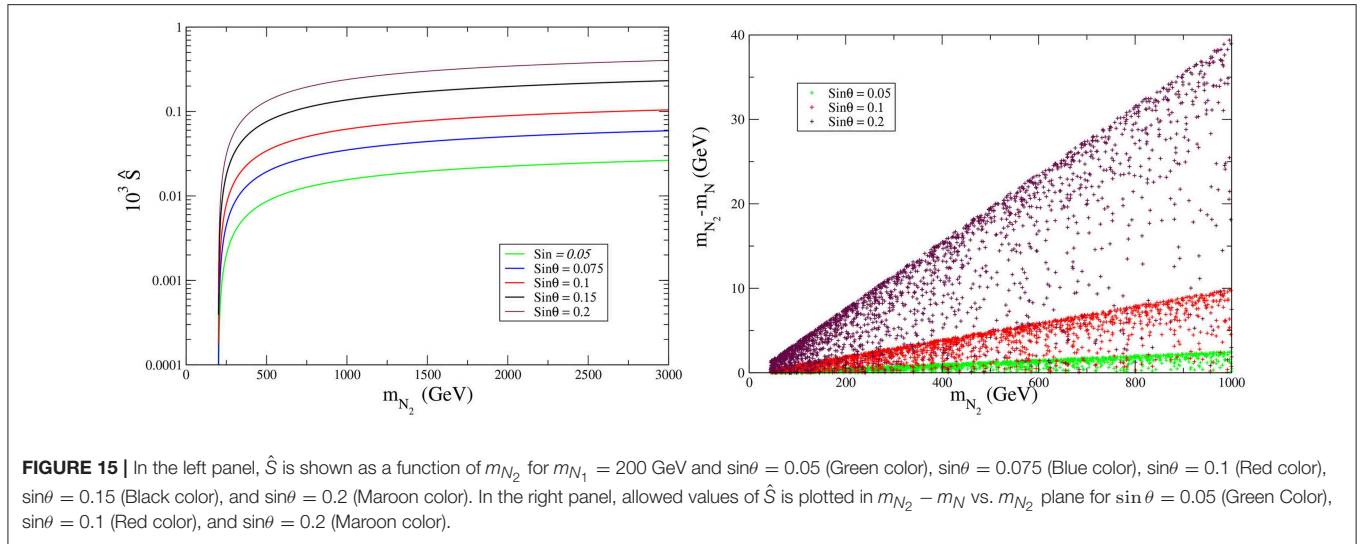 1
0.1
0.01
0.001
0.0001
10³ Ŝ
0 500 1000 1500 2000 2500 3000
m_N₂ (GeV)
Sin = 0.05
Sinθ = 0.075
Sinθ = 0.1
Sinθ = 0.15
Sinθ = 0.2
40
30
20
10
0
m_N₂-m_N (GeV)
0 200 400 600 800 1000
m_N₂ (GeV)
Sinθ = 0.05
Sinθ = 0.1
Sinθ = 0.2
FIGURE 15 | In the left panel, Ŝ is shown as a function of m_N₂ for m_N₁ = 200 GeV and sinθ = 0.05 (Green color), sinθ = 0.075 (Blue color), sinθ = 0.1 (Red color),
sinθ = 0.15 (Black color), and sinθ = 0.2 (Maroon color). In the right panel, allowed values of Ŝ is plotted in m_N₂ − m_N vs. m_N₂ plane for sin θ = 0.05 (Green Color),
sinθ = 0.1 (Red color), and sinθ = 0.2 (Maroon color).